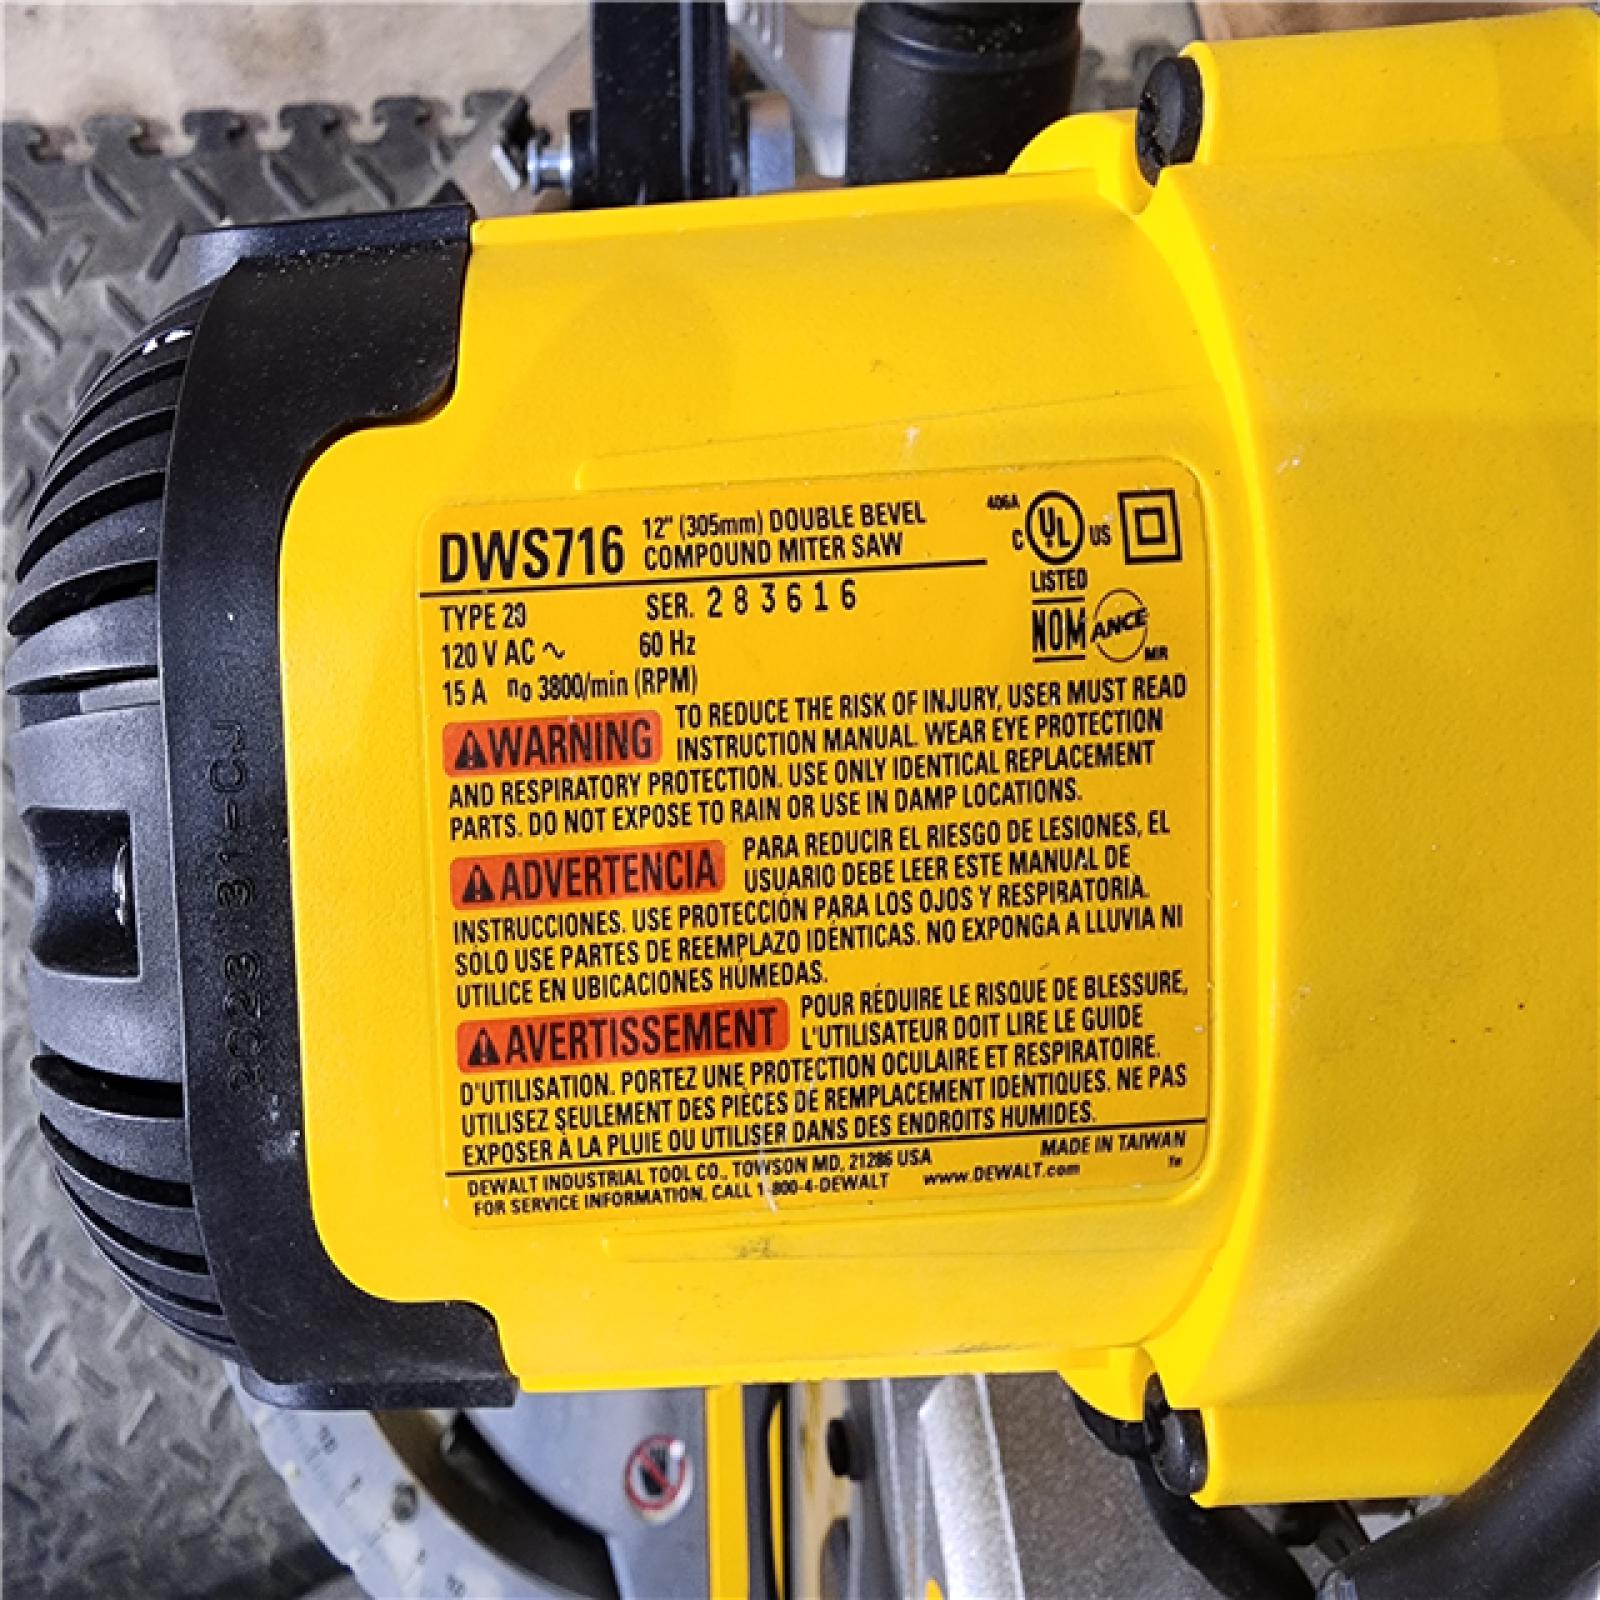 DWS716 12" (305mm) DOUBLE BEVEL
COMPOUND MITER SAW
406A
C UL US
LISTED
TYPE 20 SER. 283616
120 V AC ~ 60 Hz
15 A no 3800/min (RPM)
NOM ANCE
MR
⚠WARNING TO REDUCE THE RISK OF INJURY, USER MUST READ
INSTRUCTION MANUAL. WEAR EYE PROTECTION
AND RESPIRATORY PROTECTION. USE ONLY IDENTICAL REPLACEMENT
PARTS. DO NOT EXPOSE TO RAIN OR USE IN DAMP LOCATIONS.
⚠ADVERTENCIA PARA REDUCIR EL RIESGO DE LESIONES, EL
USUARIO DEBE LEER ESTE MANUAL DE
INSTRUCCIONES. USE PROTECCIÓN PARA LOS OJOS Y RESPIRATORIA.
SÓLO USE PARTES DE REEMPLAZO IDÉNTICAS. NO EXPONGA A LLUVIA NI
UTILICE EN UBICACIONES HÚMEDAS.
⚠AVERTISSEMENT POUR RÉDUIRE LE RISQUE DE BLESSURE,
L'UTILISATEUR DOIT LIRE LE GUIDE
D'UTILISATION. PORTEZ UNE PROTECTION OCULAIRE ET RESPIRATOIRE.
UTILISEZ SEULEMENT DES PIÈCES DE REMPLACEMENT IDENTIQUES. NE PAS
EXPOSER À LA PLUIE OU UTILISER DANS DES ENDROITS HUMIDES.
DEWALT INDUSTRIAL TOOL CO., TOWSON MD, 21286 USA MADE IN TAIWAN
FOR SERVICE INFORMATION, CALL 1-800-4-DEWALT www.DEWALT.com
2023 31-CJ